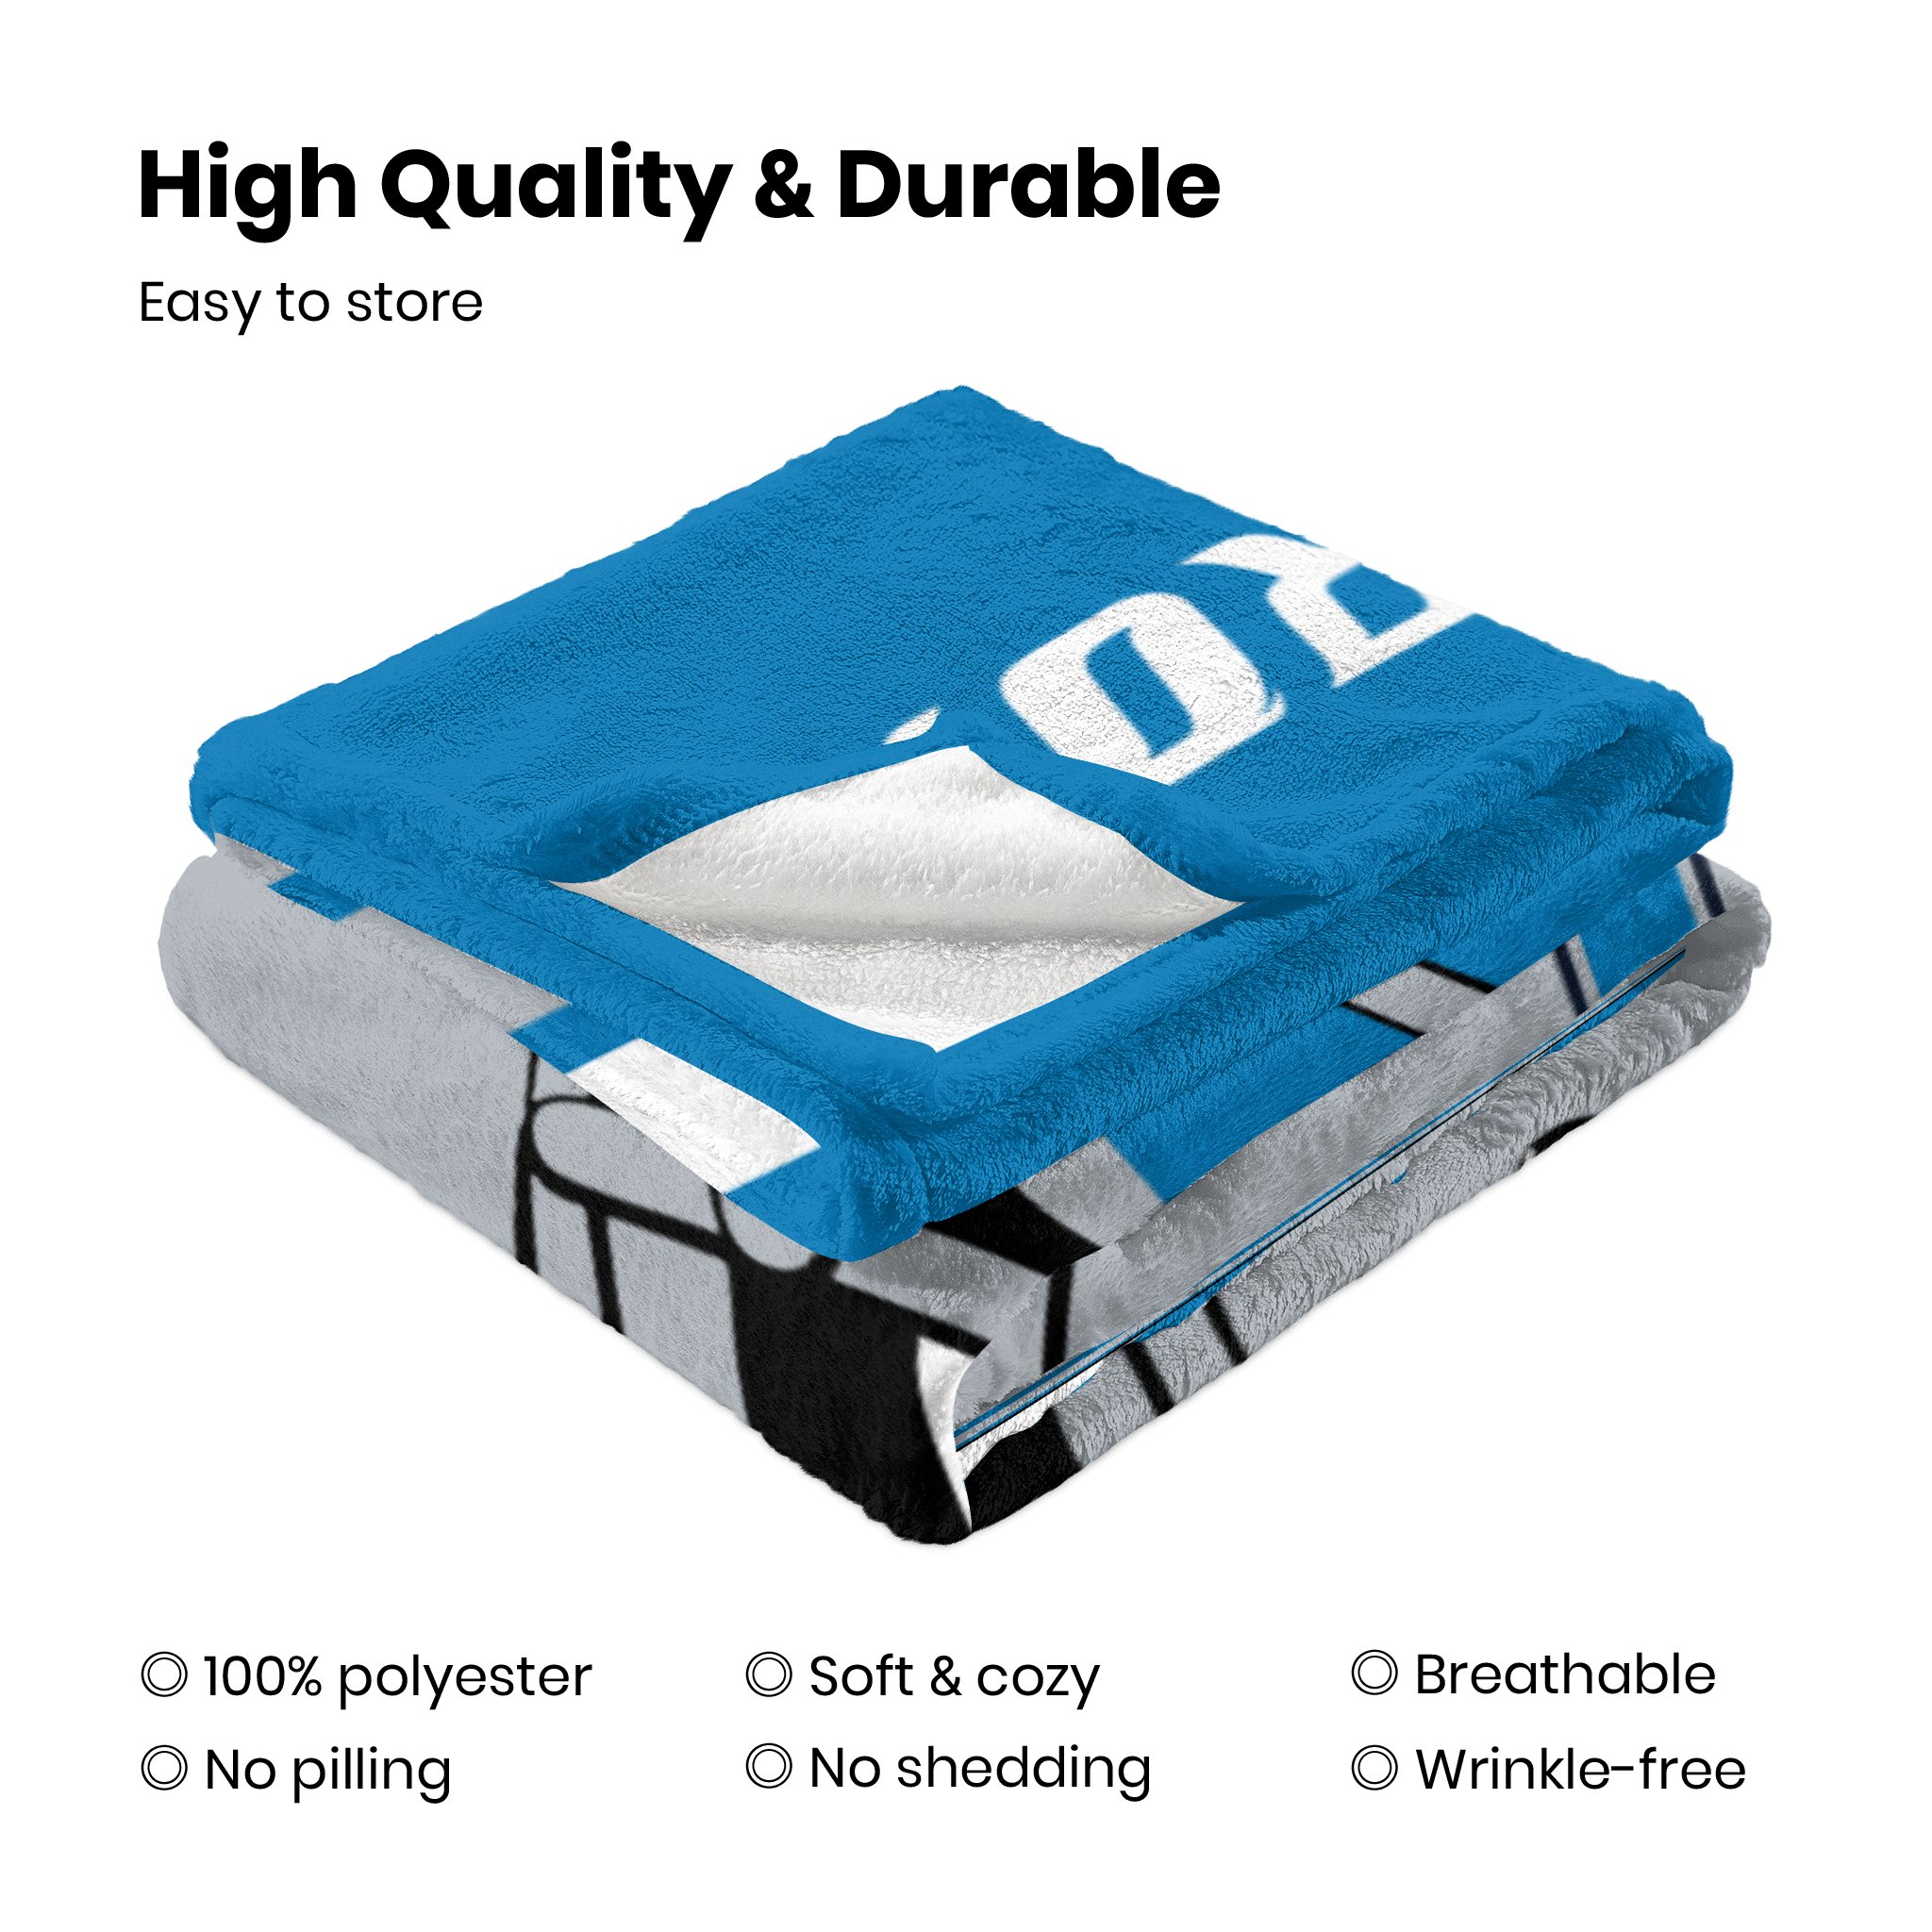 High Quality & Durable
Easy to store
100% polyester
Soft & cozy
Breathable
No pilling
No shedding
Wrinkle-free